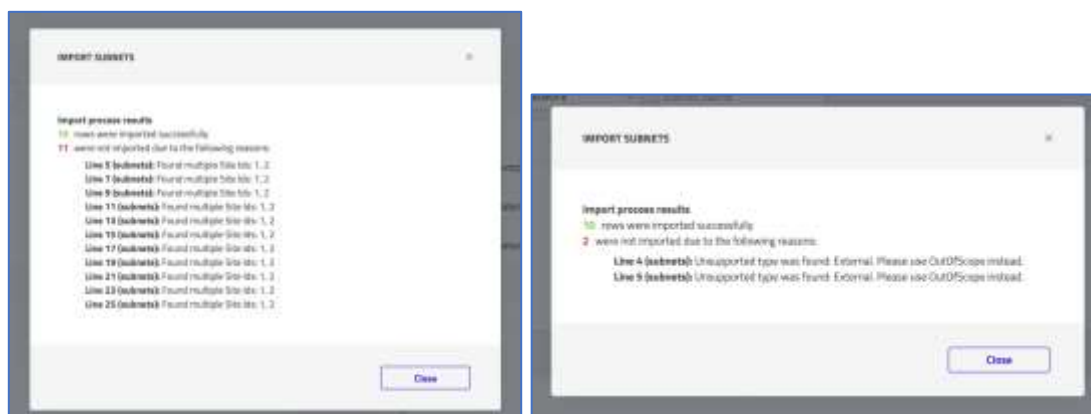 IMPORT SUBNETS
Import process results
rows were imported successfully
11 were not imported due to the following reasons:
Line 5 (subnets): Found multiple Site Ids: 1, 2
Line 7 (subnets): Found multiple Site Ids: 1, 2
Line 9 (subnets): Found multiple Site Ids: 1, 2
Line 11 (subnets): Found multiple Site Ids: 1, 2
Line 13 (subnets): Found multiple Site Ids: 1, 2
Line 15 (subnets): Found multiple Site Ids: 1, 2
Line 17 (subnets): Found multiple Site Ids: 1, 2
Line 19 (subnets): Found multiple Site Ids: 1, 2
Line 21 (subnets): Found multiple Site Ids: 1, 2
Line 23 (subnets): Found multiple Site Ids: 1, 2
Line 25 (subnets): Found multiple Site Ids: 1, 2
Close
IMPORT SUBNETS
Import process results
10 rows were imported successfully
2 were not imported due to the following reasons:
Line 4 (subnets): Unsupported type was found: External. Please use OutOfScope instead.
Line 5 (subnets): Unsupported type was found: External. Please use OutOfScope instead.
Close